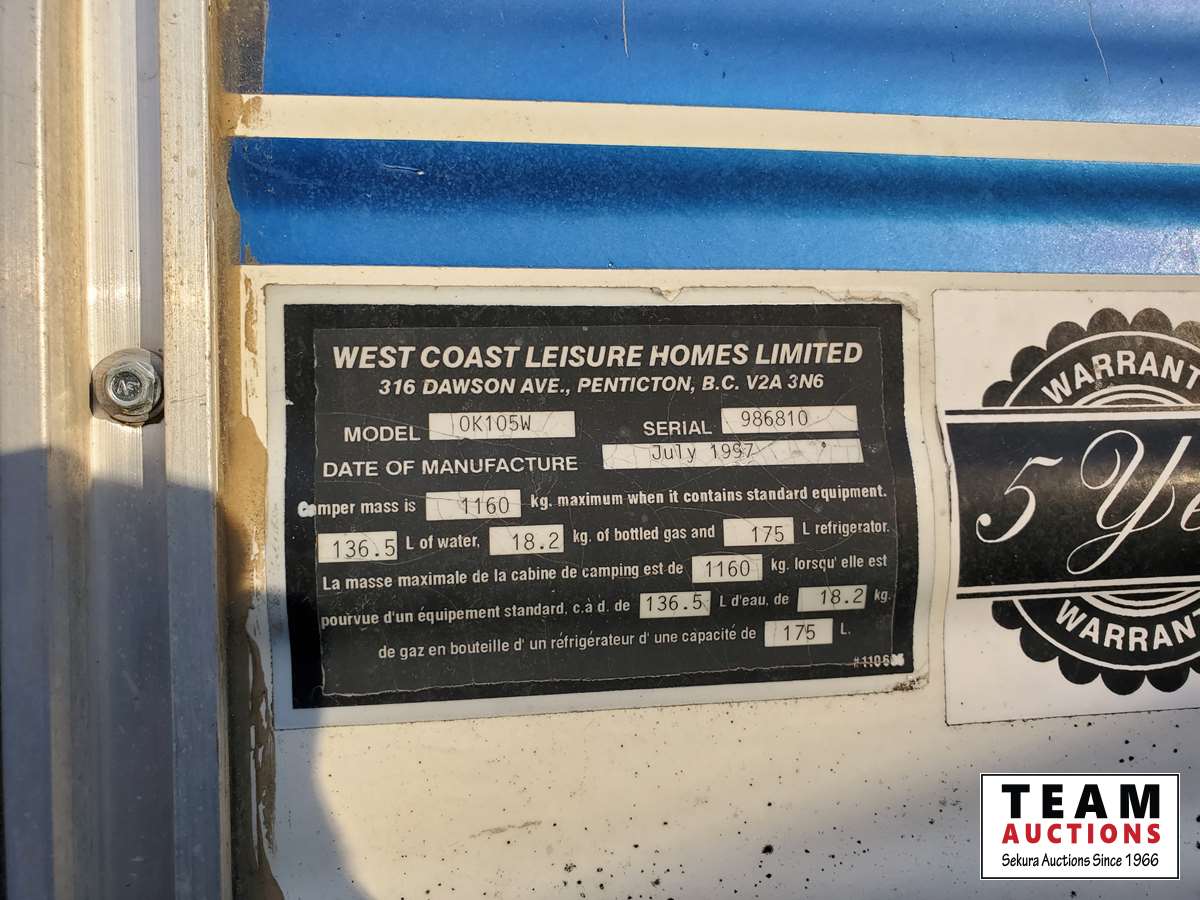 WEST COAST LEISURE HOMES LIMITED
316 DAWSON AVE., PENTICTON, B.C. V2A 3N6
MODEL OK105W SERIAL 986810
DATE OF MANUFACTURE July 1997
Camper mass is 1160 kg. maximum when it contains standard equipment.
136.5 L of water, 18.2 kg. of bottled gas and 175 L refrigerator.
La masse maximale de la cabine de camping est de 1160 kg. lorsqu' elle est
pourvue d'un équipement standard, c.à d. de 136.5 L d'eau, de 18.2 kg.
de gaz en bouteille d' un réfrigérateur d' une capacité de 175 L.
WARRANT
5 Ye
WARRAN
TEAM
AUCTIONS
Sekura Auctions Since 1966